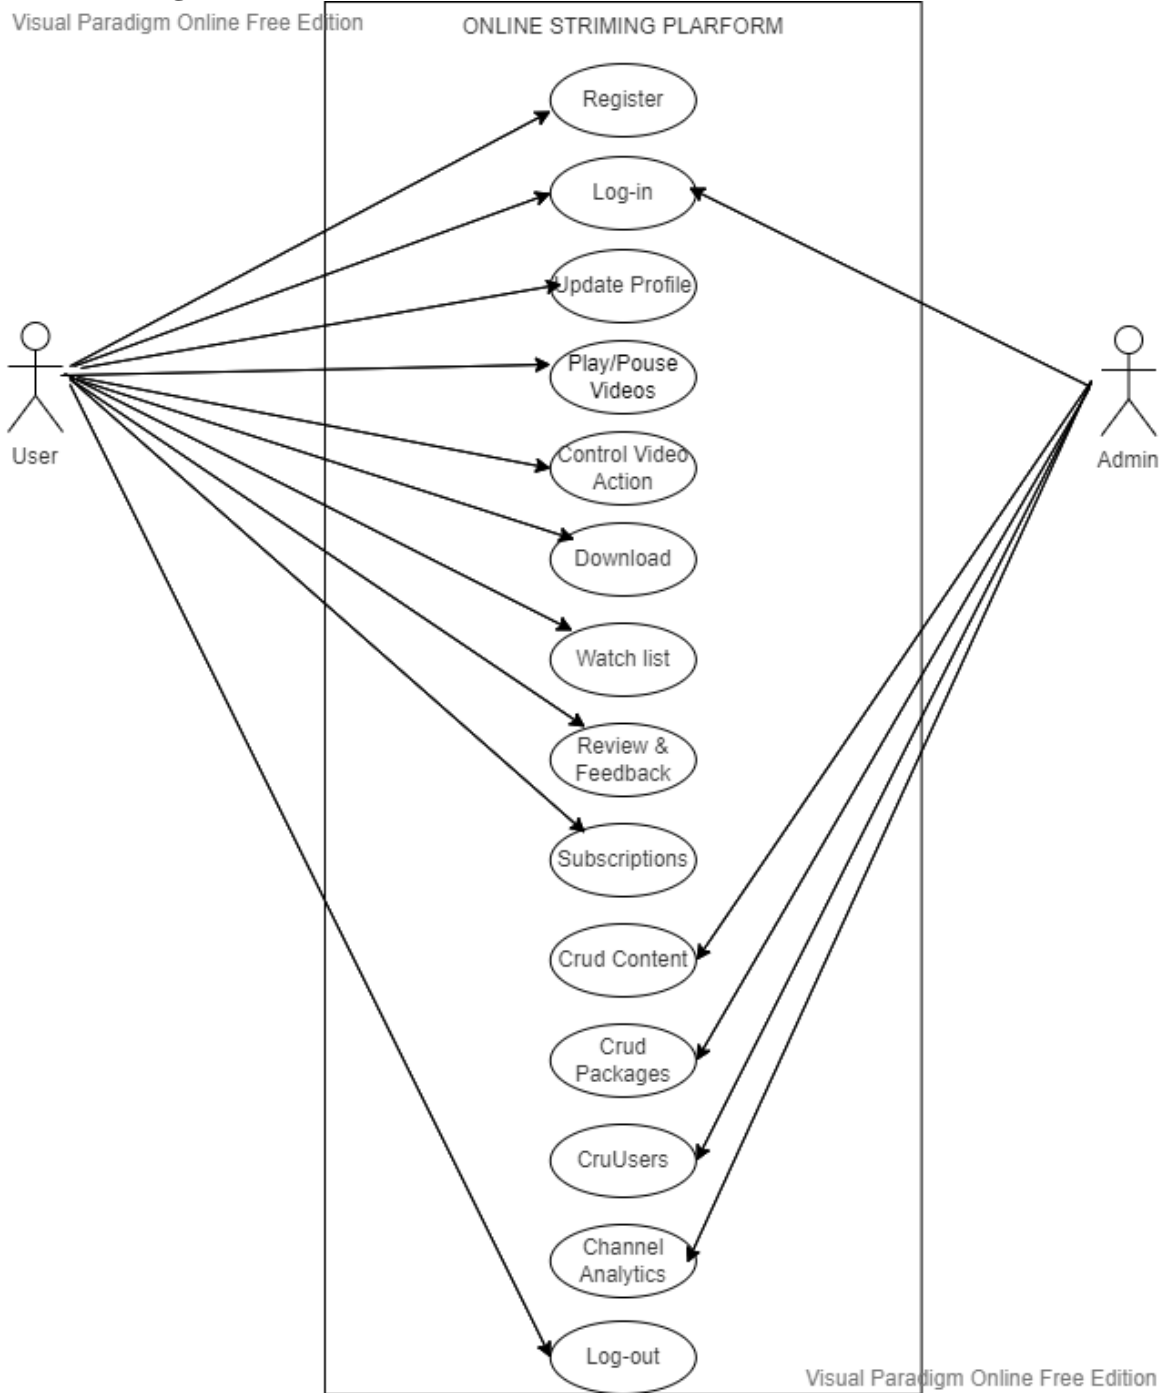 Visual Paradigm Online Free Edition
ONLINE STRIMING PLARFORM
Register
Log-in
Update Profile
Play/Pouse
Videos
Control Video
Action
User
Admin
Download
Watch list
Review &
Feedback
Subscriptions
Crud Content
Crud
Packages
CruUsers
Channel
Analytics
Log-out
Visual Paradigm Online Free Edition